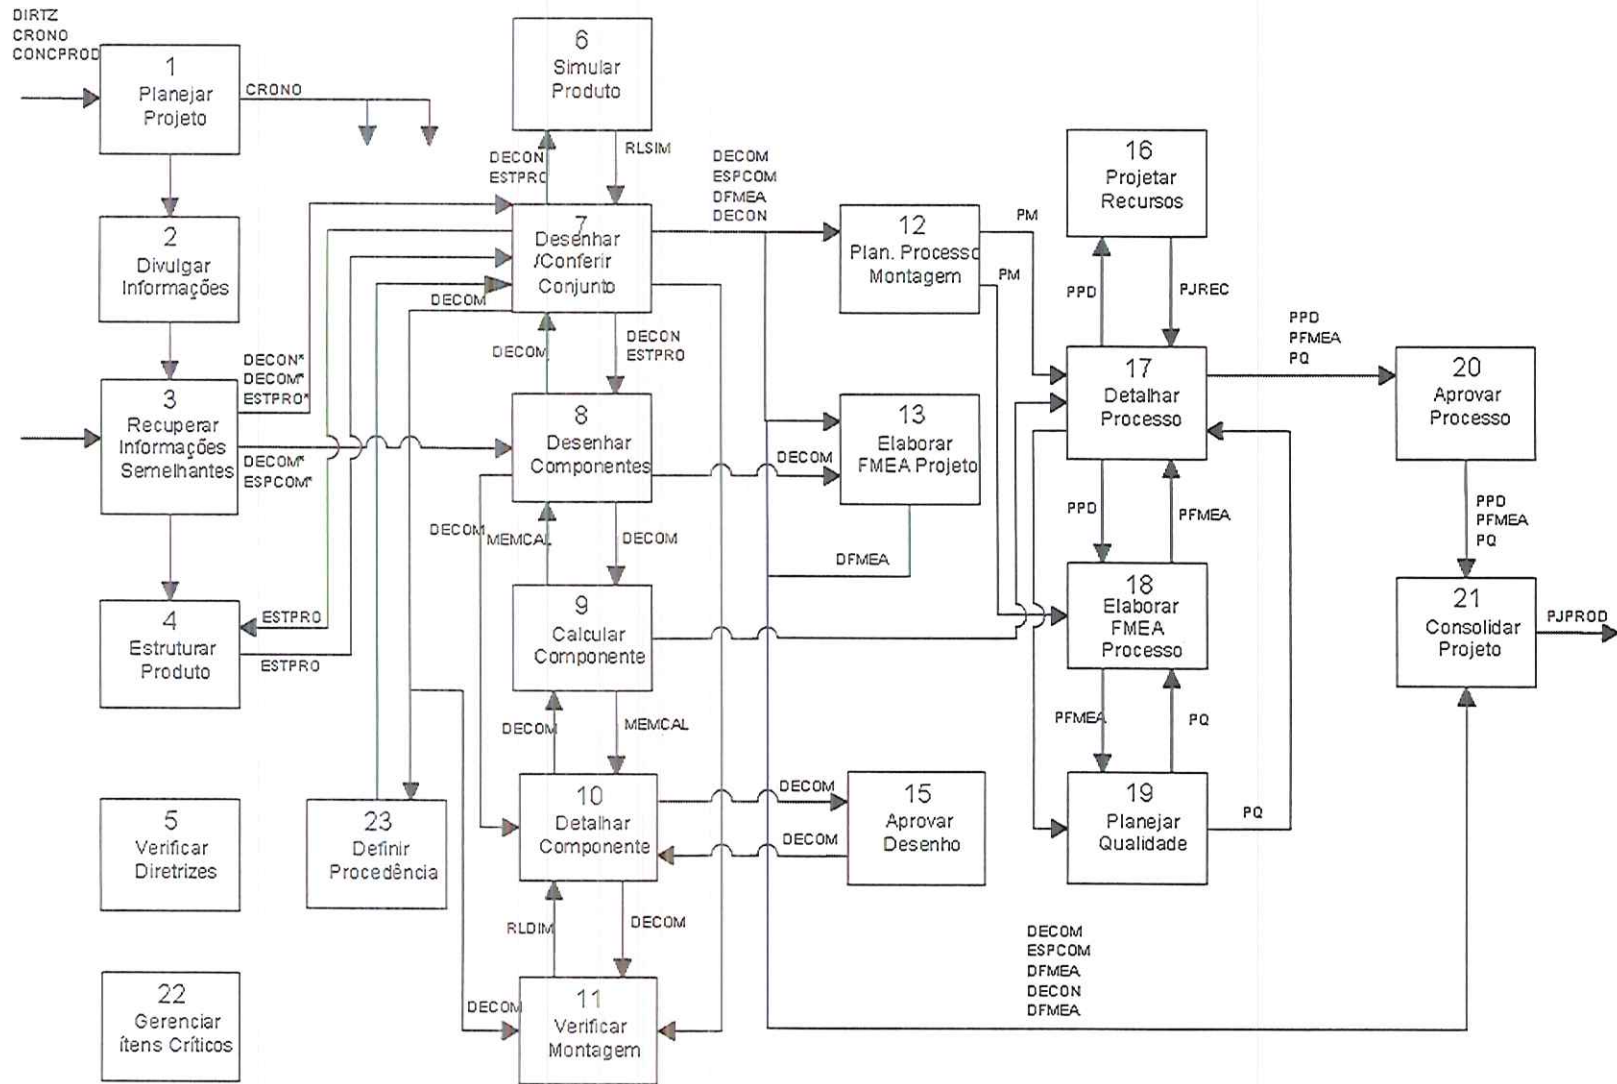 DIRTZ
CRONO
CONCPROD
1
Planejar
Projeto
CRONO
2
Divulgar
Informações
3
Recuperar
Informações
Semelhantes
DECON*
DECOM*
ESTPRO*
DECOM*
ESPCOM*
4
Estruturar
Produto
ESTPRO
ESTPRO
5
Verificar
Diretrizes
22
Gerenciar
ítens Críticos
23
Definir
Procedência
6
Simular
Produto
DECON
ESTPRO
RLSIM
7
Desenhar
/Conferir
Conjunto
DECOM
DECOM
DECON
ESTPRO
8
Desenhar
Componentes
DECOM
MEMCAL
DECOM
9
Calcular
Componente
DECOM
MEMCAL
10
Detalhar
Componente
RLDIM
DECOM
DECOM
11
Verificar
Montagem
DECOM
ESPCOM
DFMEA
DECON
12
Plan. Processo
Montagem
PM
PM
13
Elaborar
FMEA Projeto
DECOM
DFMEA
DECOM
DECOM
15
Aprovar
Desenho
16
Projetar
Recursos
PPD
PJREC
17
Detalhar
Processo
PPD
PFMEA
18
Elaborar
FMEA
Processo
PFMEA
PQ
19
Planejar
Qualidade
PQ
PPD
PFMEA
PQ
20
Aprovar
Processo
PPD
PFMEA
PQ
21
Consolidar
Projeto
PJPROD
DECOM
ESPCOM
DFMEA
DECON
DFMEA